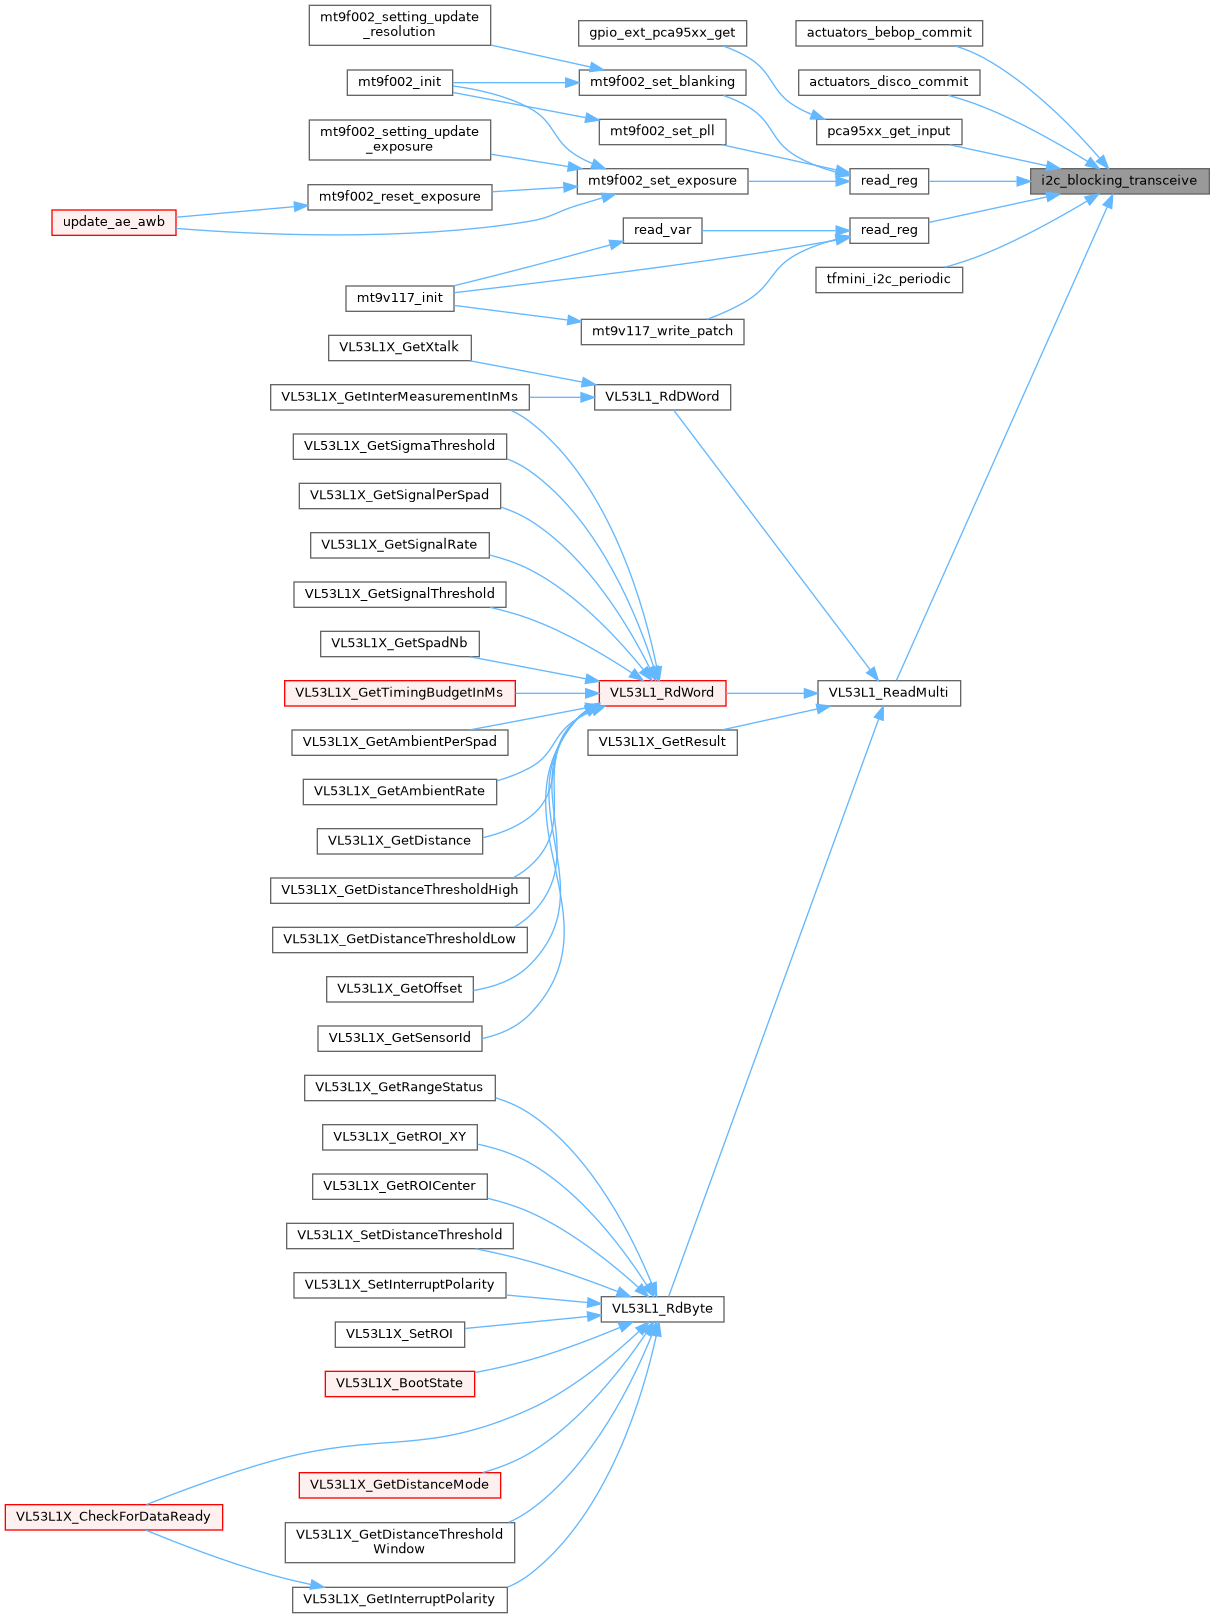 mt9f002_setting_update
_resolution
gpio_ext_pca95xx_get
actuators_bebop_commit
mt9f002_init
mt9f002_set_blanking
actuators_disco_commit
mt9f002_setting_update
_exposure
mt9f002_set_pll
pca95xx_get_input
mt9f002_set_exposure
read_reg
i2c_blocking_transceive
mt9f002_reset_exposure
update_ae_awb
read_var
read_reg
tfmini_i2c_periodic
mt9v117_init
mt9v117_write_patch
VL53L1X_GetXtalk
VL53L1X_GetInterMeasurementInMs
VL53L1_RdDWord
VL53L1X_GetSigmaThreshold
VL53L1X_GetSignalPerSpad
VL53L1X_GetSignalRate
VL53L1X_GetSignalThreshold
VL53L1X_GetSpadNb
VL53L1X_GetTimingBudgetInMs
VL53L1_RdWord
VL53L1_ReadMulti
VL53L1X_GetAmbientPerSpad
VL53L1X_GetResult
VL53L1X_GetAmbientRate
VL53L1X_GetDistance
VL53L1X_GetDistanceThresholdHigh
VL53L1X_GetDistanceThresholdLow
VL53L1X_GetOffset
VL53L1X_GetSensorId
VL53L1X_GetRangeStatus
VL53L1X_GetROI_XY
VL53L1X_GetROICenter
VL53L1X_SetDistanceThreshold
VL53L1X_SetInterruptPolarity
VL53L1_RdByte
VL53L1X_SetROI
VL53L1X_BootState
VL53L1X_GetDistanceMode
VL53L1X_CheckForDataReady
VL53L1X_GetDistanceThreshold
Window
VL53L1X_GetInterruptPolarity